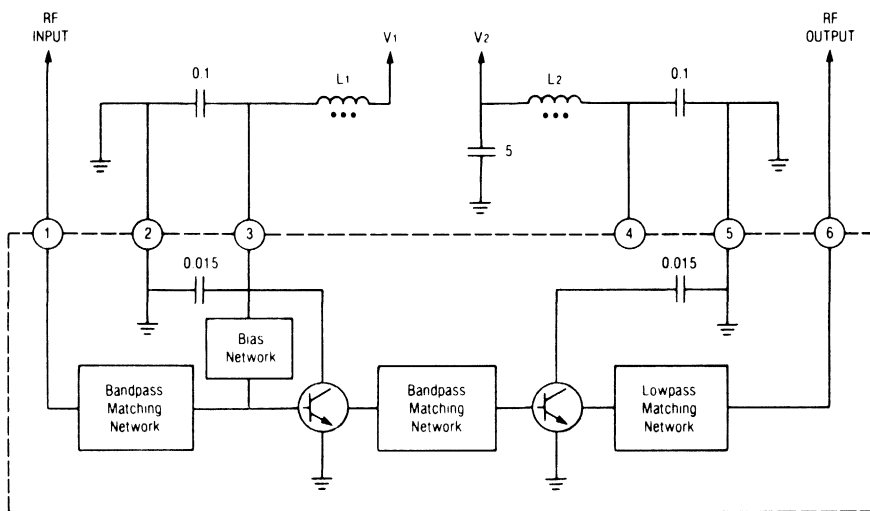 RF
INPUT
RF
OUTPUT
V1
V2
0.1
L1
L2
0.1
5
1
2
3
4
5
6
0.015
0.015
Bias
Network
Bandpass
Matching
Network
Bandpass
Matching
Network
Lowpass
Matching
Network